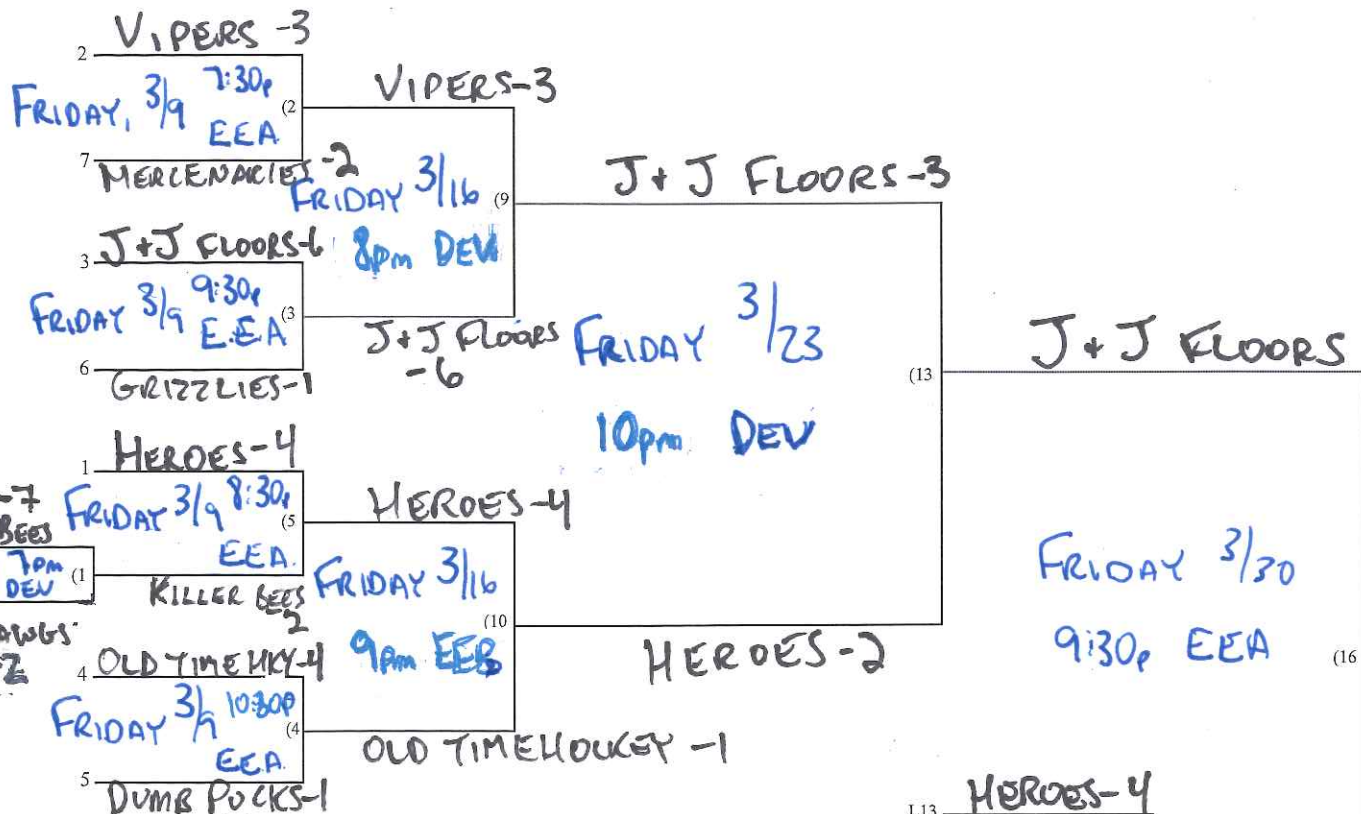 VIPERS -3
2
FRIDAY, 3/9 7:30p
EEA
(2
7
MERCENARIES -2
VIPERS-3
FRIDAY 3/16
(9
8pm DEV
3
J+J FLOORS-6
FRIDAY 3/9 9:30p
E.EA
(3
6
GRIZZLIES-1
J+J FLOORS
-6
J+J FLOORS-3
FRIDAY 3/23
10pm DEV
(13
J+J FLOORS
1
HEROES-4
FRIDAY 3/9 8:30p
EEA.
(5
-7
BEES
7pm
DEV
(1
KILLER BEES
2
HEROES-4
FRIDAY 3/16
(10
9pm EEB
4
OLD TIME HKY-4
FRIDAY 3/9 10:30p
EEA
(4
5
DUMB PUCKS-1
OLD TIME HOCKEY -1
HEROES-2
FRIDAY 3/30
9:30p EEA
(16
L13
HEROES-4